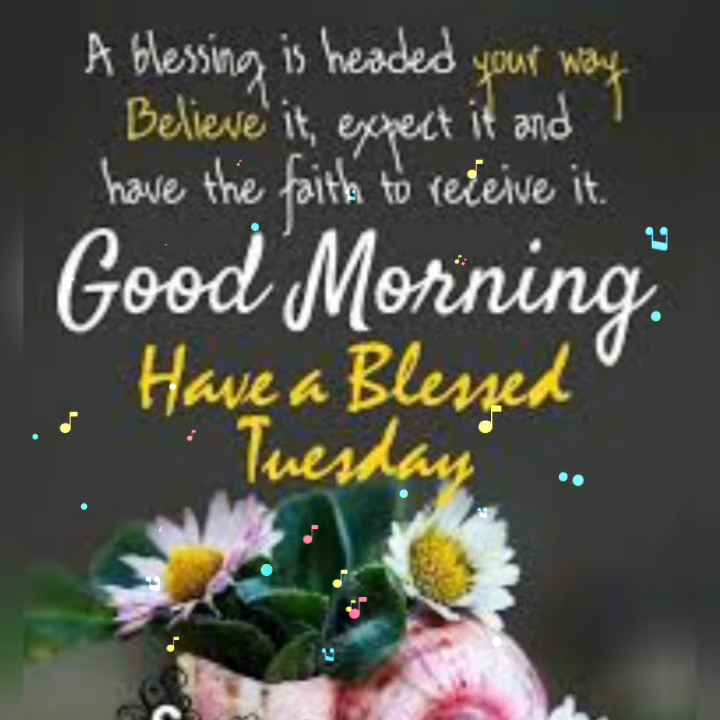 A blessing is headed your way
Believe it, expect it and
have the faith to receive it.
Good Morning
Have a Blessed
Tuesday